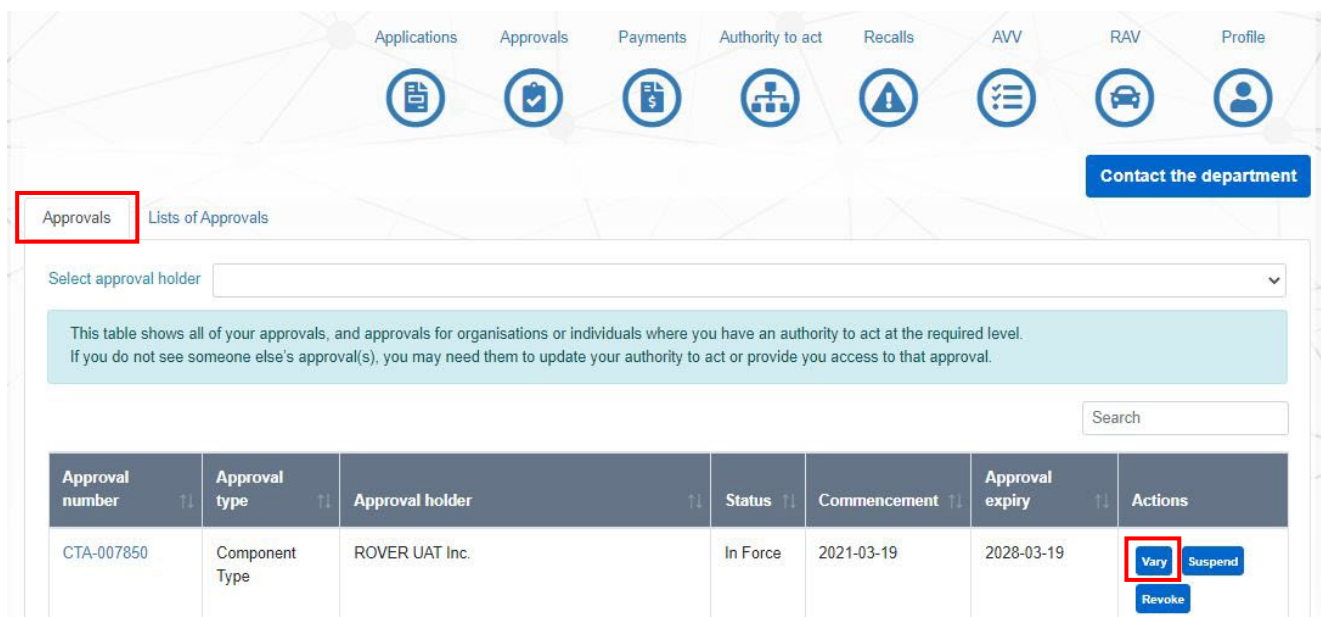 Applications Approvals Payments Authority to act Recalls AVV RAV Profile
Contact the department
Approvals Lists of Approvals
Select approval holder
This table shows all of your approvals, and approvals for organisations or individuals where you have an authority to act at the required level.
If you do not see someone else's approval(s), you may need them to update your authority to act or provide you access to that approval.
Search
Approval number Approval type Approval holder Status Commencement Approval expiry Actions
CTA-007850 Component Type ROVER UAT Inc. In Force 2021-03-19 2028-03-19 Vary Suspend
Revoke